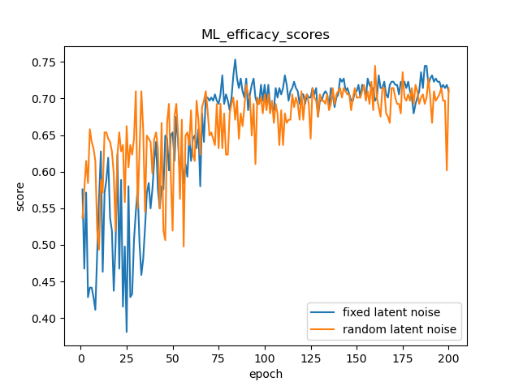 ML_efficacy_scores
0.75
0.70
0.65
0.60
0.55
0.50
0.45
0.40
score
fixed latent noise
random latent noise
0 25 50 75 100 125 150 175 200
epoch